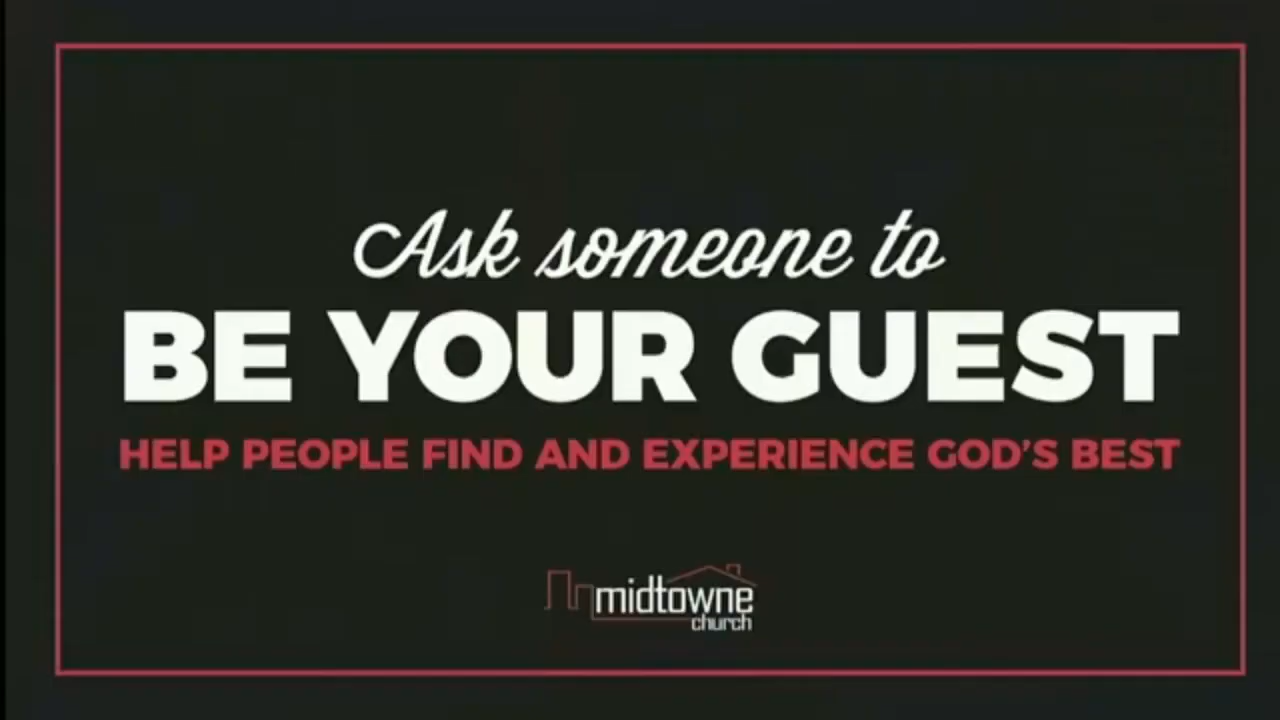 Ask someone to
BE YOUR GUEST
HELP PEOPLE FIND AND EXPERIENCE GOD'S BEST
midtowne
church